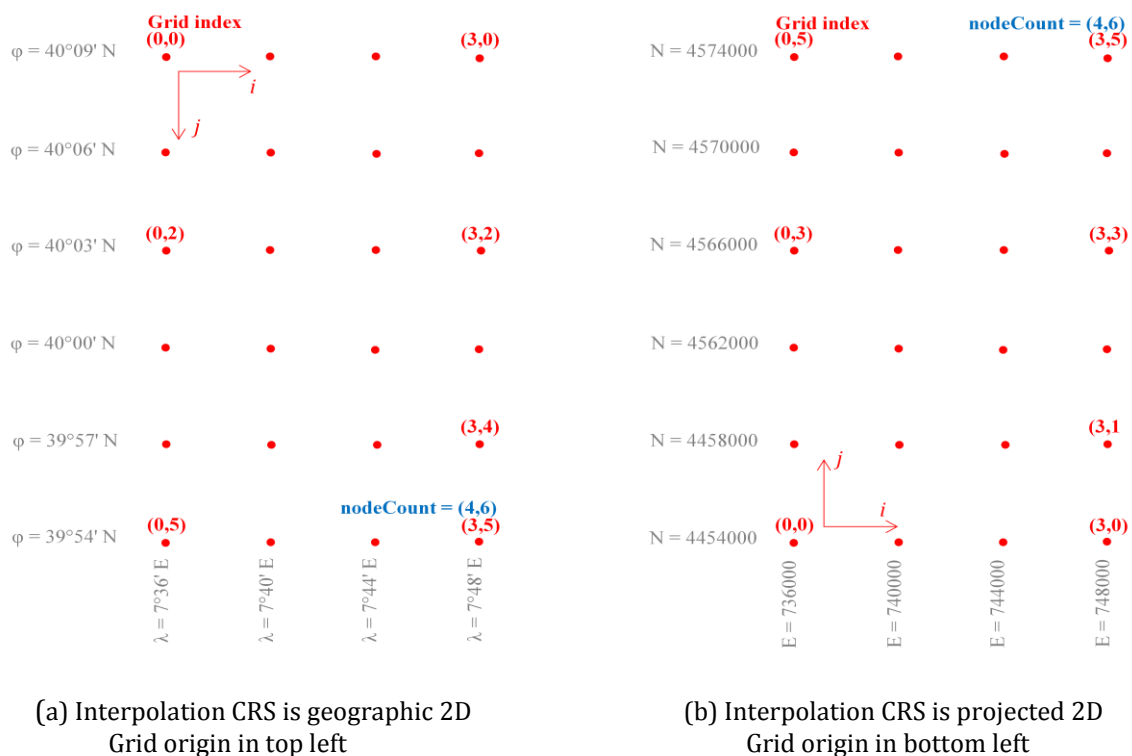 Grid index
φ = 40°09' N
(0,0)
(3,0)
i
j
φ = 40°06' N
φ = 40°03' N
(0,2)
(3,2)
φ = 40°00' N
φ = 39°57' N
(3,4)
nodeCount = (4,6)
φ = 39°54' N
(0,5)
(3,5)
λ = 7°36' E
λ = 7°40' E
λ = 7°44' E
λ = 7°48' E
(a) Interpolation CRS is geographic 2D
Grid origin in top left
Grid index
nodeCount = (4,6)
N = 4574000
(0,5)
(3,5)
N = 4570000
N = 4566000
(0,3)
(3,3)
N = 4562000
N = 4458000
(3,1
j
i
N = 4454000
(0,0)
(3,0)
E = 736000
E = 740000
E = 744000
E = 748000
(b) Interpolation CRS is projected 2D
Grid origin in bottom left